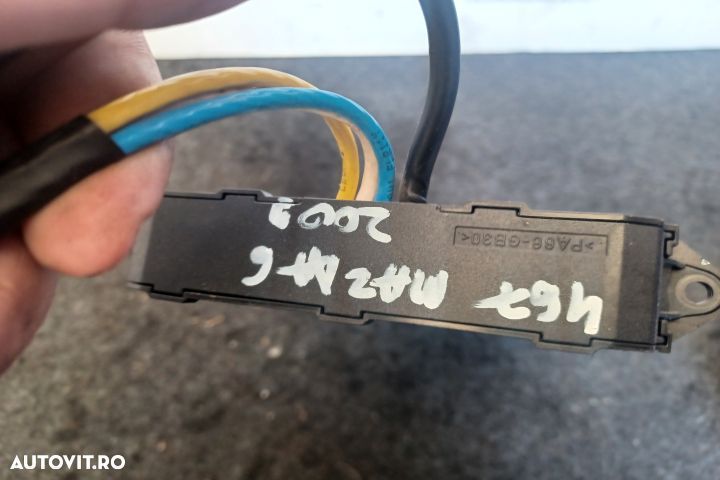 467
MAZDA 6
2009
>PA66-GB30<
AUTOVIT.RO